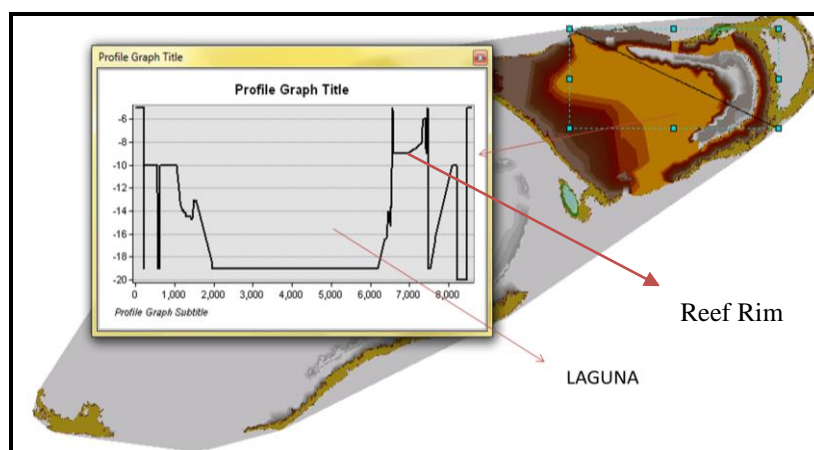 Profile Graph Title
Profile Graph Title
-6
-8
-10
-12
-14
-16
-18
-20
0 1,000 2,000 3,000 4,000 5,000 6,000 7,000 8,000
Profile Graph Subtitle
Reef Rim
LAGUNA